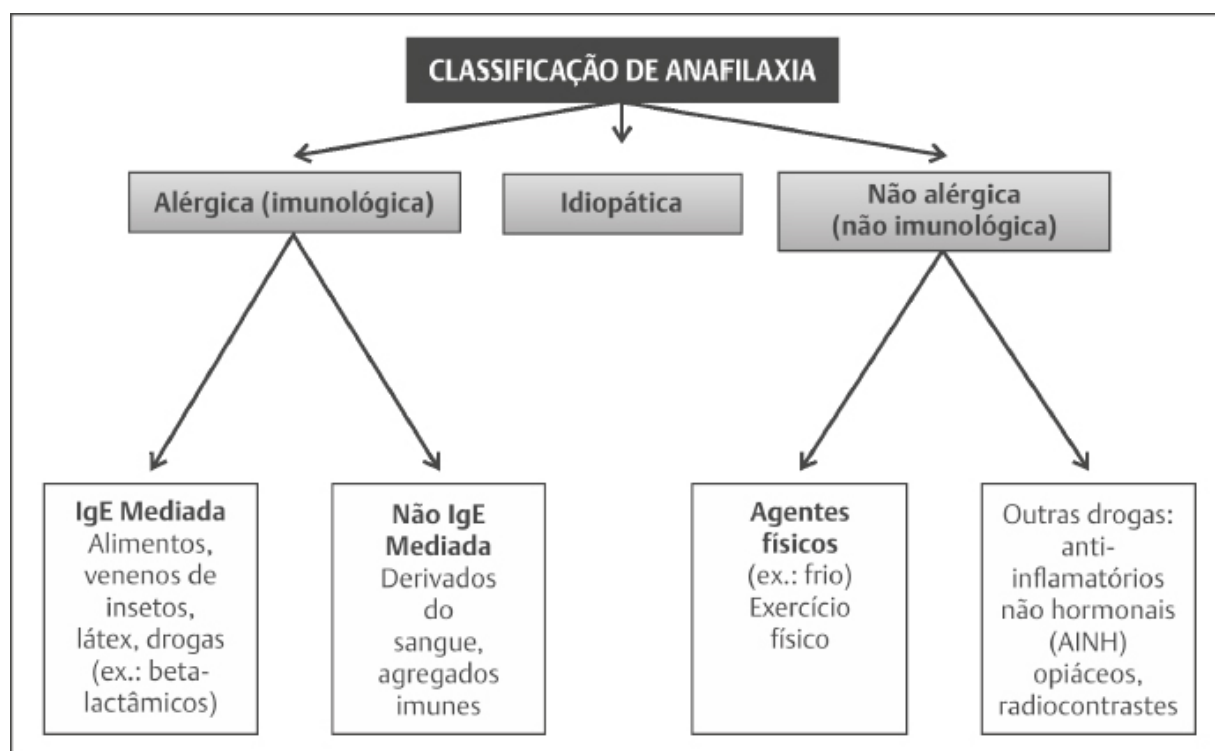 CLASSIFICAÇÃO DE ANAFILAXIA
Alérgica (imunológica)
Idiopática
Não alérgica
(não imunológica)
IgE Mediada
Alimentos,
venenos de
insetos,
látex, drogas
(ex.: beta-
lactâmicos)
Não IgE
Mediada
Derivados
do
sangue,
agregados
imunes
Agentes
físicos
(ex.: frio)
Exercício
físico
Outras drogas:
anti-
inflamatórios
não hormonais
(AINH)
opiáceos,
radiocontrastes